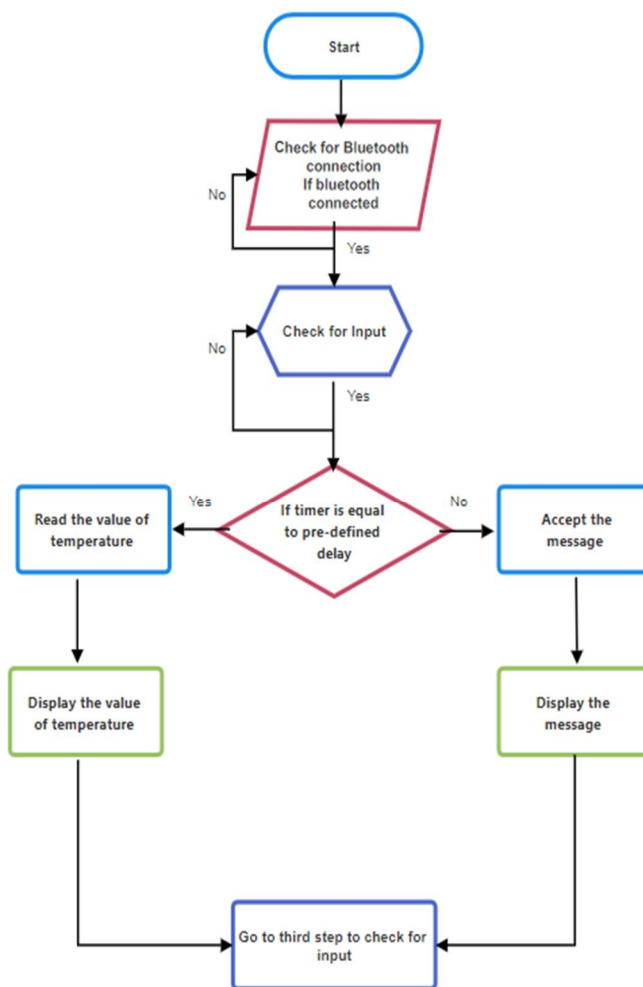 Start
Check for Bluetooth
connection
If bluetooth
connected
No
Yes
Check for Input
No
Yes
If timer is equal
to pre-defined
delay
Yes
No
Read the value of
temperature
Accept the
message
Display the value
of temperature
Display the
message
Go to third step to check for
input